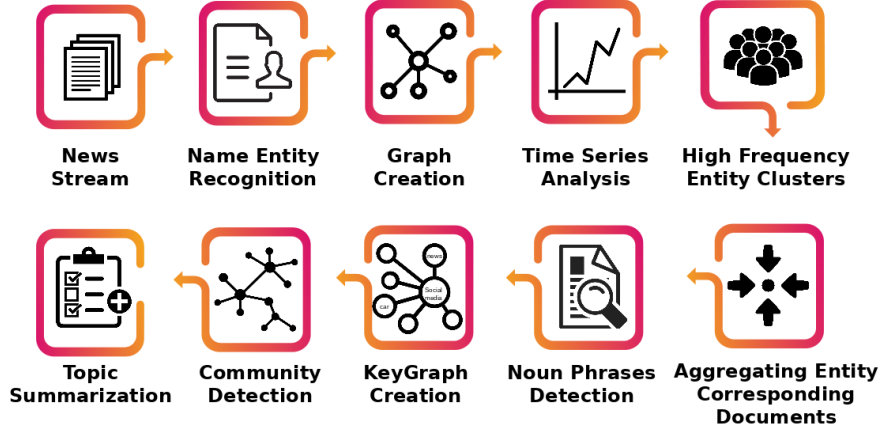 News
Stream
Name Entity
Recognition
Graph
Creation
Time Series
Analysis
High Frequency
Entity Clusters
news
Social
media
car
Topic
Summarization
Community
Detection
KeyGraph
Creation
Noun Phrases
Detection
Aggregating Entity
Corresponding
Documents